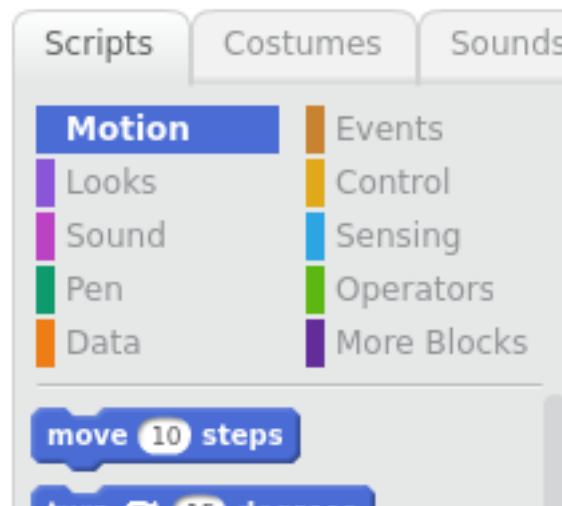 Scripts Costumes Sounds
Motion Events
Looks Control
Sound Sensing
Pen Operators
Data More Blocks
move 10 steps